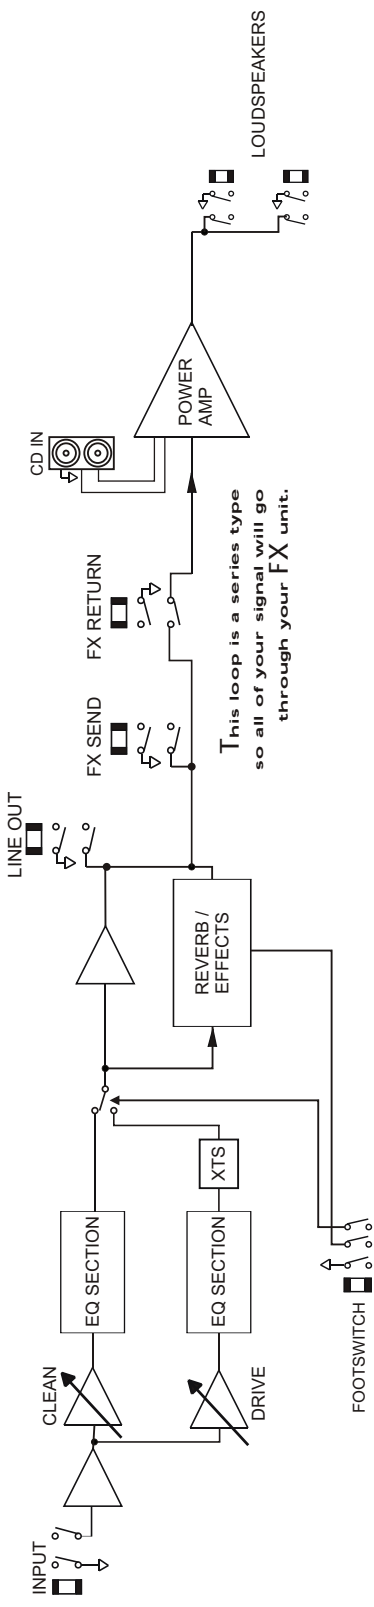 INPUT
CLEAN
DRIVE
EQ SECTION
EQ SECTION
XTS
FOOTSWITCH
REVERB /
EFFECTS
LINE OUT
FX SEND
FX RETURN
This loop is a series type
so all of your signal will go
through your FX unit.
CD IN
POWER
AMP
LOUDSPEAKERS